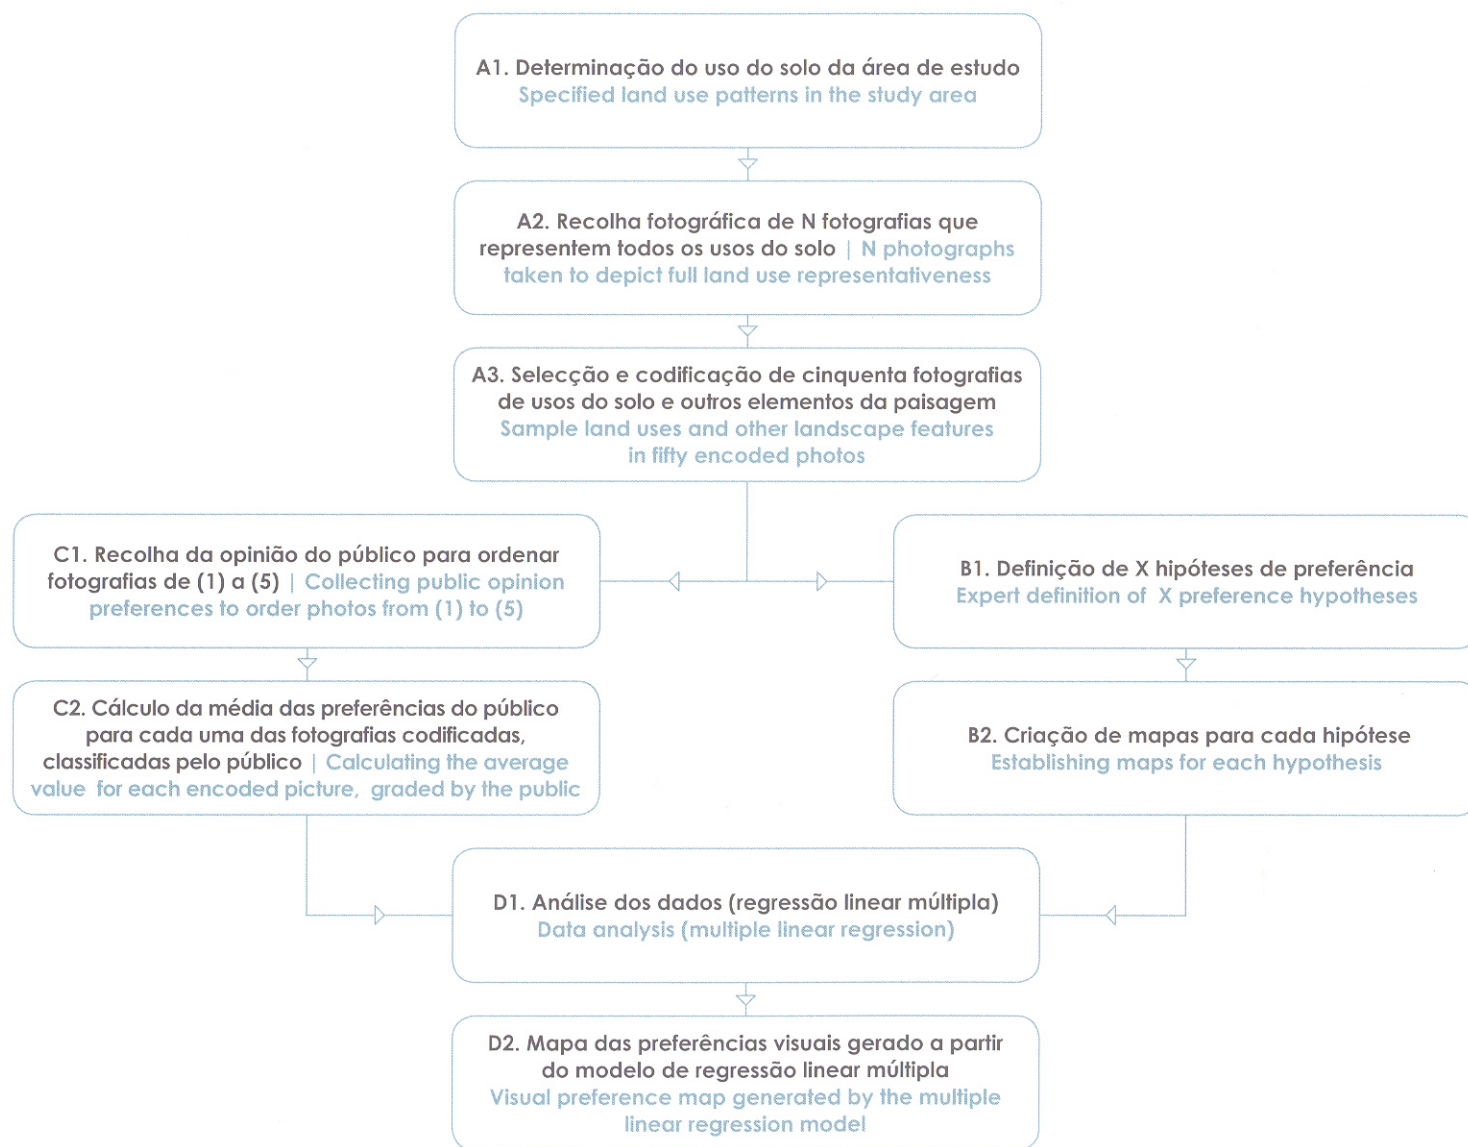 A1. Determinação do uso do solo da área de estudo
Specified land use patterns in the study area
A2. Recolha fotográfica de N fotografias que
representem todos os usos do solo | N photographs
taken to depict full land use representativeness
A3. Selecção e codificação de cinquenta fotografias
de usos do solo e outros elementos da paisagem
Sample land uses and other landscape features
in fifty encoded photos
C1. Recolha da opinião do público para ordenar
fotografias de (1) a (5) | Collecting public opinion
preferences to order photos from (1) to (5)
B1. Definição de X hipóteses de preferência
Expert definition of X preference hypotheses
C2. Cálculo da média das preferências do público
para cada uma das fotografias codificadas,
classificadas pelo público | Calculating the average
value for each encoded picture, graded by the public
B2. Criação de mapas para cada hipótese
Establishing maps for each hypothesis
D1. Análise dos dados (regressão linear múltipla)
Data analysis (multiple linear regression)
D2. Mapa das preferências visuais gerado a partir
do modelo de regressão linear múltipla
Visual preference map generated by the multiple
linear regression model